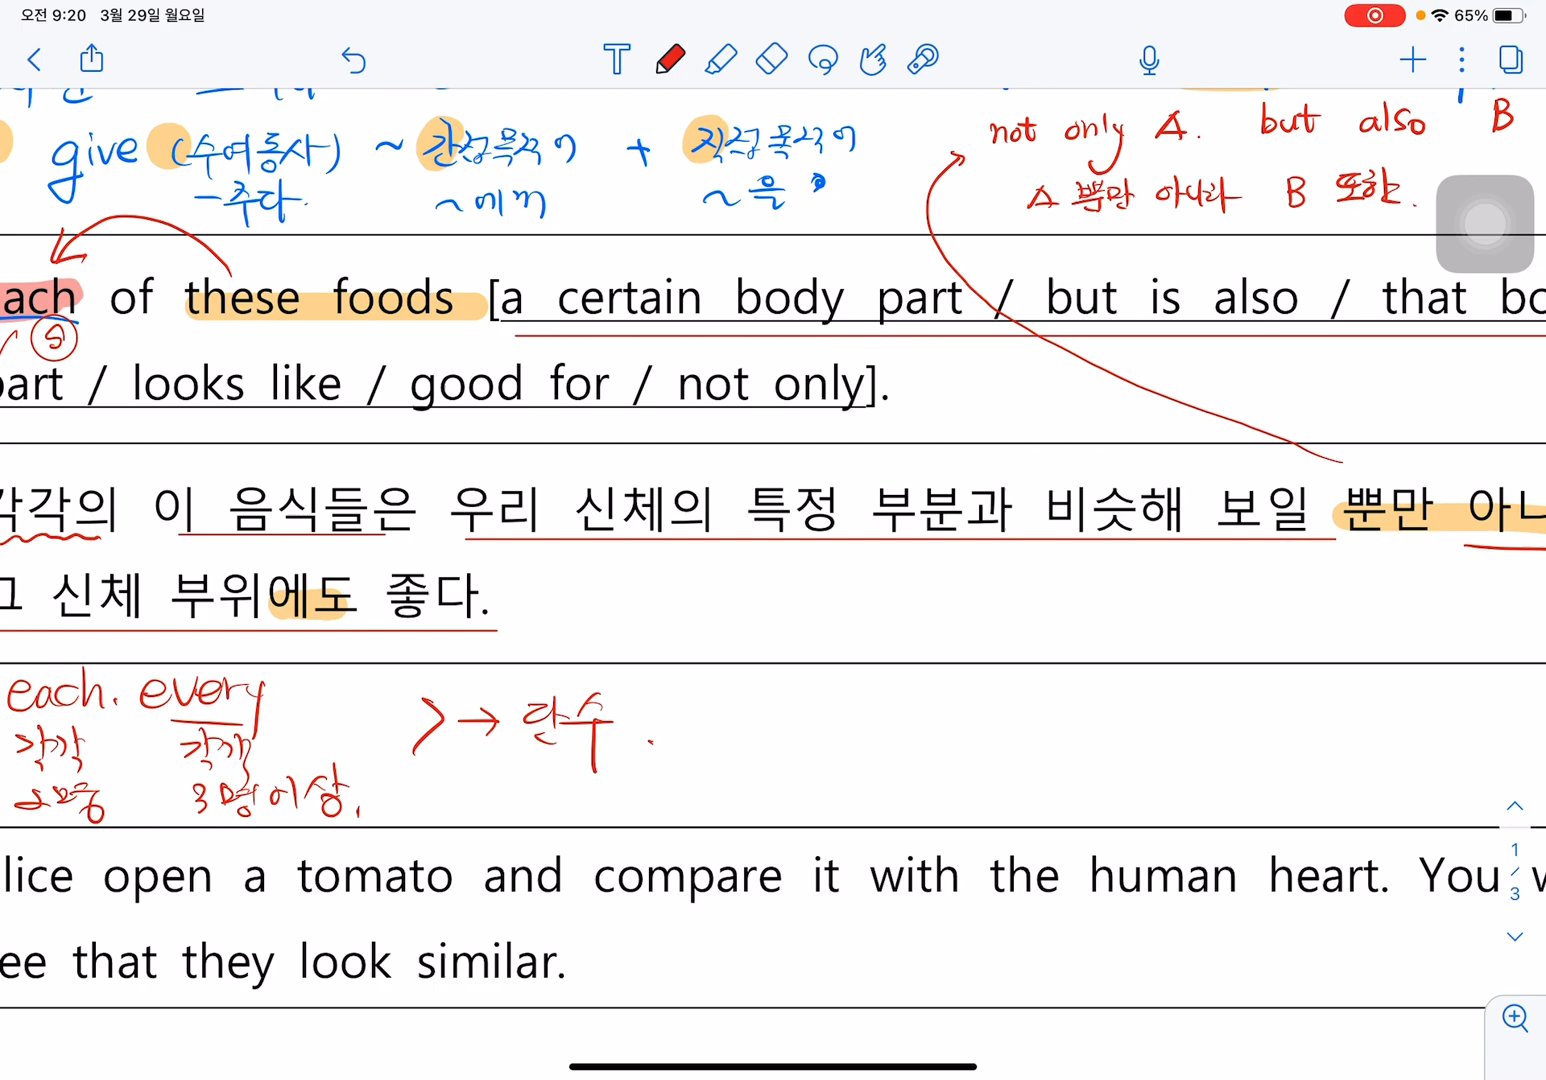 오전 9:20 3월 29일 월요일
65%
not only A. but also B
give (수여동사) ~ 간접목적어 + 직접목적어
A 뿐만 아니라 B 또한.
-주다. ~에게 ~을
ach of these foods [a certain body part / but is also / that bo
S
part / looks like / good for / not only].
각각의 이 음식들은 우리 신체의 특정 부분과 비슷해 보일 뿐만 아니
그 신체 부위에도 좋다.
each. every
각각 각각 → 단수.
3명이상.
lice open a tomato and compare it with the human heart. You w
ee that they look similar.
1/3